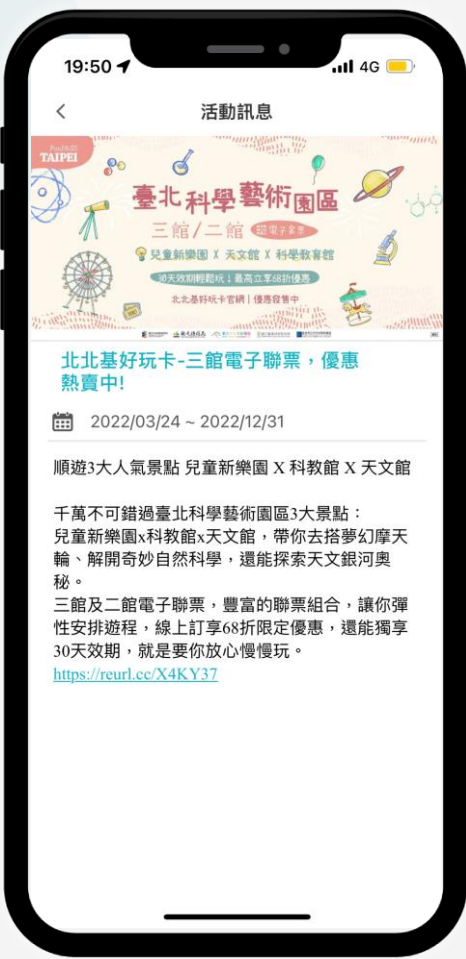 19:50
4G
活動訊息
FunPASS
TAIPEI
臺北科學藝術園區
三館/二館 電子套票
兒童新樂園 X 天文館 X 科學教育館
30天效期輕鬆玩！最高立享68折優惠
北北基好玩卡官網｜優惠發售中
北北基好玩卡-三館電子聯票，優惠
熱賣中!
2022/03/24 ~ 2022/12/31
順遊3大人氣景點 兒童新樂園 X 科教館 X 天文館
千萬不可錯過臺北科學藝術園區3大景點：
兒童新樂園x科教館x天文館，帶你去搭夢幻摩天
輪、解開奇妙自然科學，還能探索天文銀河奧
秘。
三館及二館電子聯票，豐富的聯票組合，讓你彈
性安排遊程，線上訂享68折限定優惠，還能獨享
30天效期，就是要你放心慢慢玩。
https://reurl.cc/X4KY37